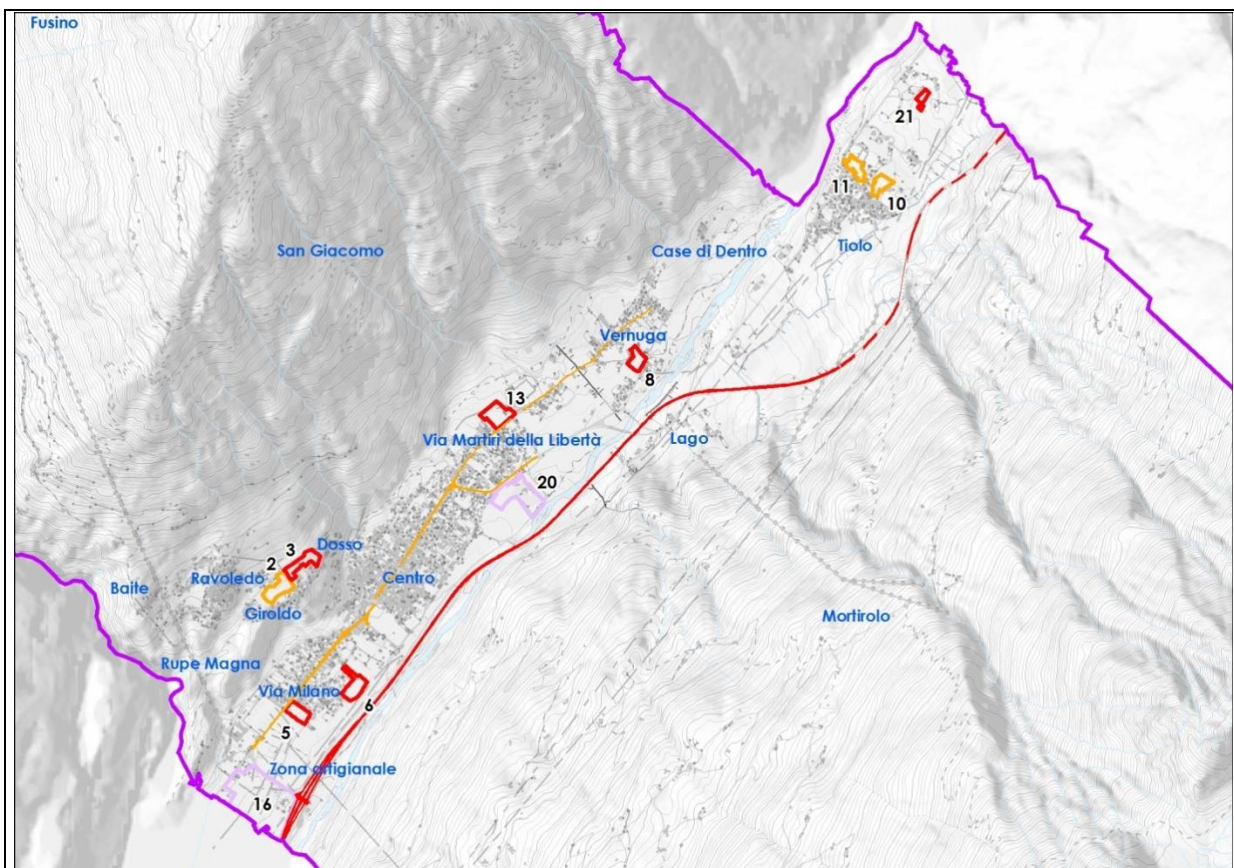 Fusino
21
11
10
San Giacomo
Case di Dentro
Tiolo
Vernuga
8
13
Via Martiri della Libertà
Lago
20
3
Dosso
2
Ravoledo
Centro
Baite
Giroldo
Mortirolo
Rupe Magna
Via Milano
6
5
Zona artigianale
16